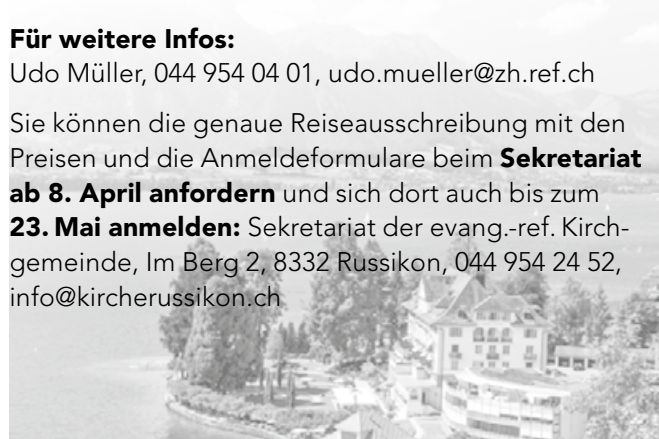 Für weitere Infos:
Udo Müller, 044 954 04 01, udo.mueller@zh.ref.ch
Sie können die genaue Reiseausschreibung mit den
Preisen und die Anmeldeformulare beim Sekretariat
ab 8. April anfordern und sich dort auch bis zum
23. Mai anmelden: Sekretariat der evang.-ref. Kirch-
gemeinde, Im Berg 2, 8332 Russikon, 044 954 24 52,
info@kircherussikon.ch